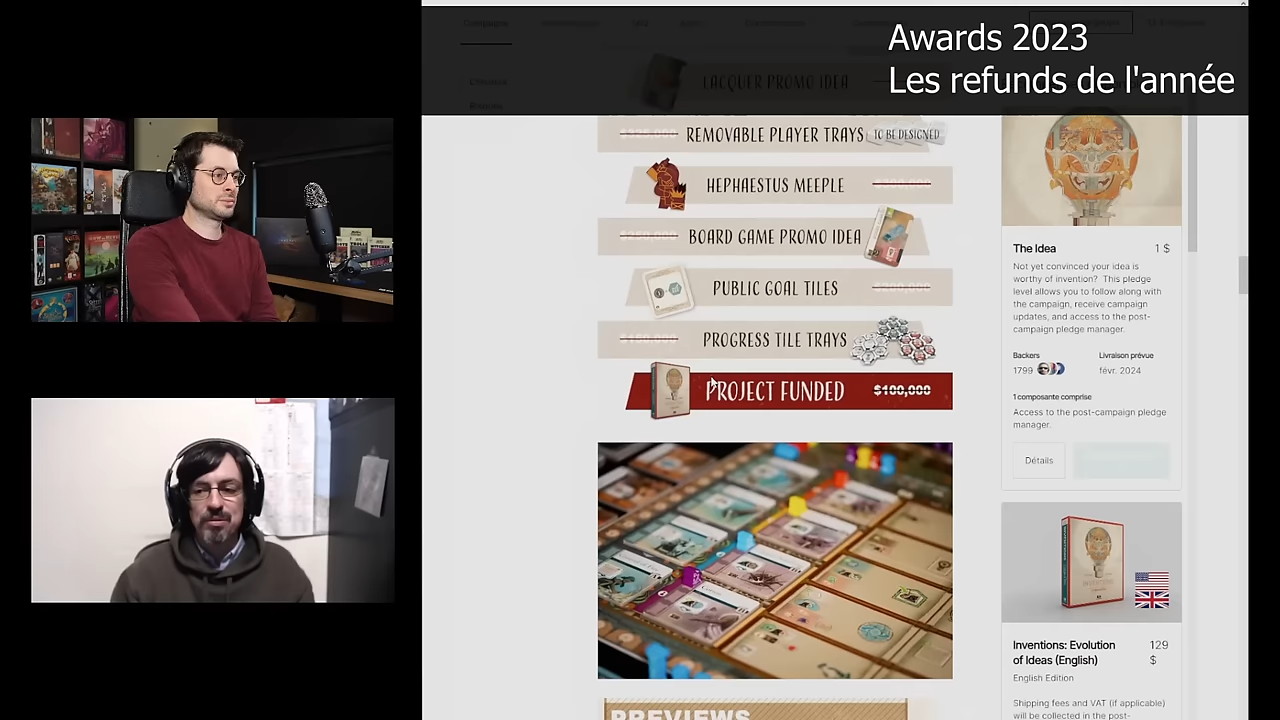 Awards 2023
Les refunds de l'année
LACQUER PROMO IDEA
REMOVABLE PLAYER TRAYS
TO BE DESIGNED
HEPHAESTUS MEEPLE
BOARD GAME PROMO IDEA
PUBLIC GOAL TILES
PROGRESS TILE TRAYS
PROJECT FUNDED
$100,000
PREVIEWS
The Idea
1 $
Not yet convinced your idea is
worthy of invention? This pledge
level allows you to follow along with
the campaign, receive campaign
updates, and access to the post-
campaign pledge manager.
Backers
Livraison prévue
1799
févr. 2024
1 composante comprise
Access to the post-campaign pledge
manager.
Détails
Inventions: Evolution
of Ideas (English)
129
$
English Edition
Shipping fees and VAT (if applicable)
will be collected in the post-